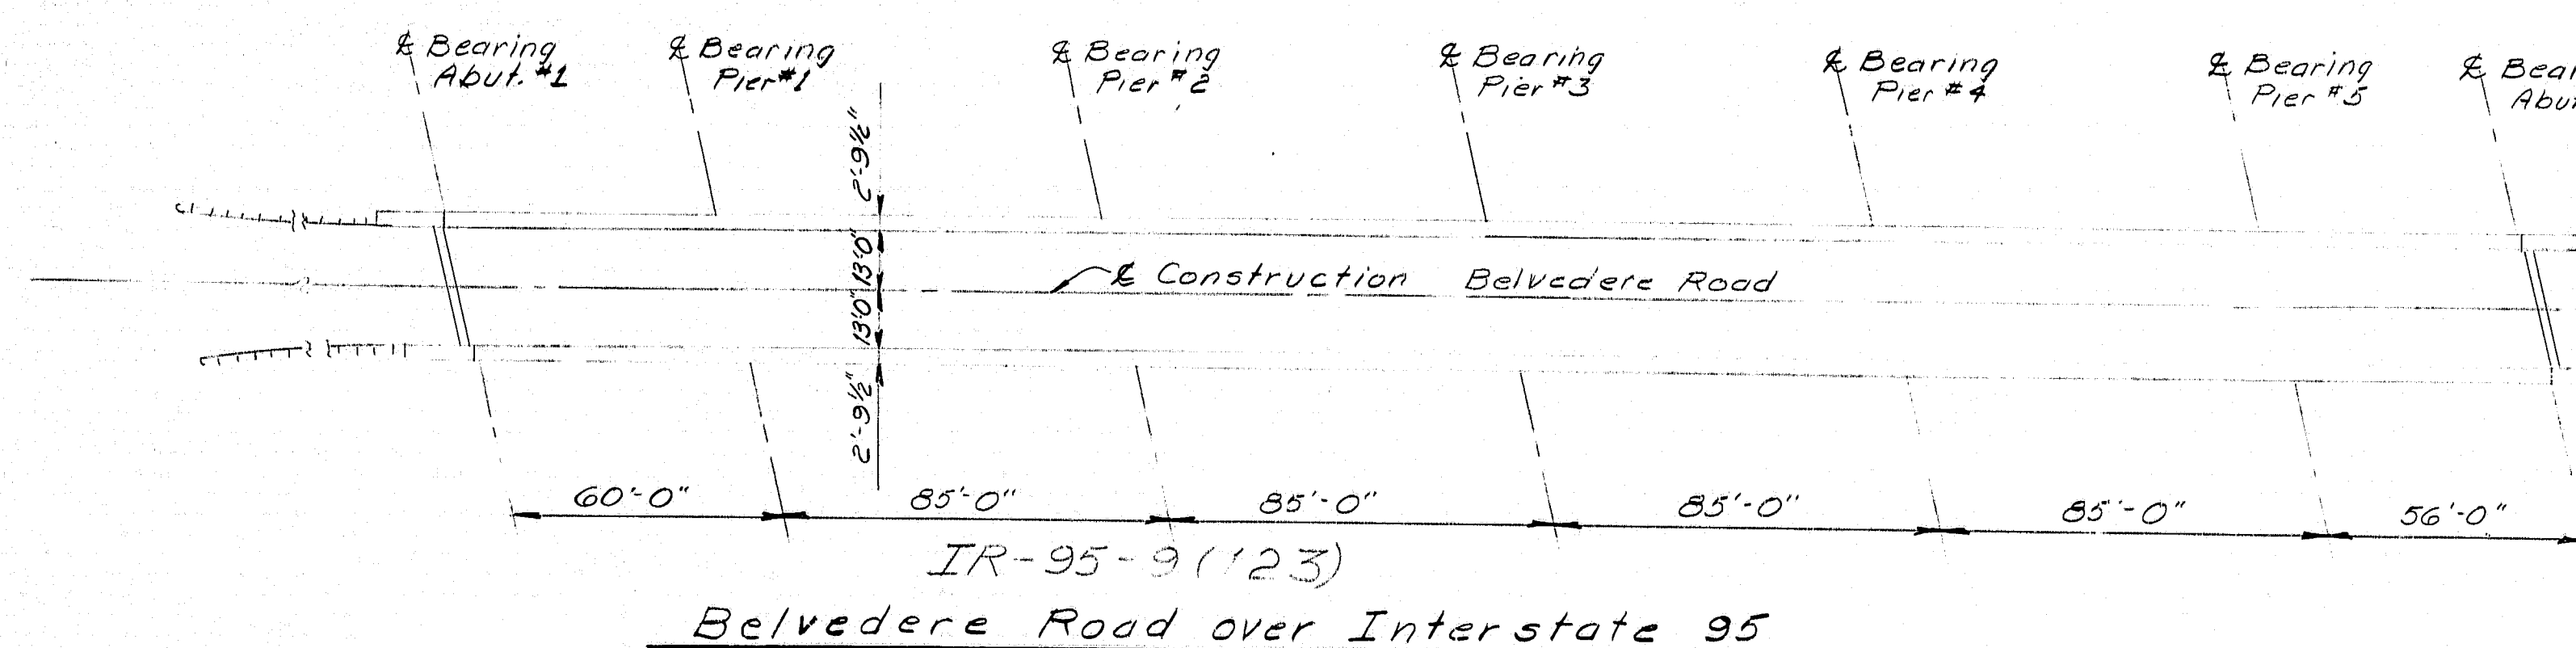 ℄ Bearing
Abut. #1
℄ Bearing
Pier #1
℄ Bearing
Pier #2
℄ Bearing
Pier #3
℄ Bearing
Pier #4
℄ Bearing
Pier #5
℄ Bear
Abu
2'-9½"
13'0"
13'0"
2'-9½"
℄ Construction Belvedere Road
60'-0" 85'-0" 85'-0" 85'-0" 85'-0" 56'-0"
IR-95-9(123)
Belvedere Road over Interstate 95